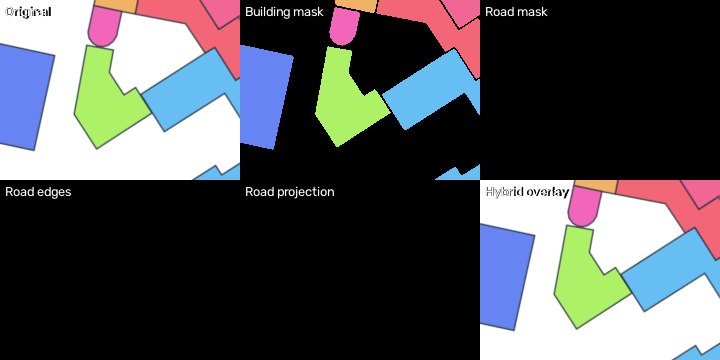 Original
Building mask
Road mask
Road edges
Road projection
Hybrid overlay